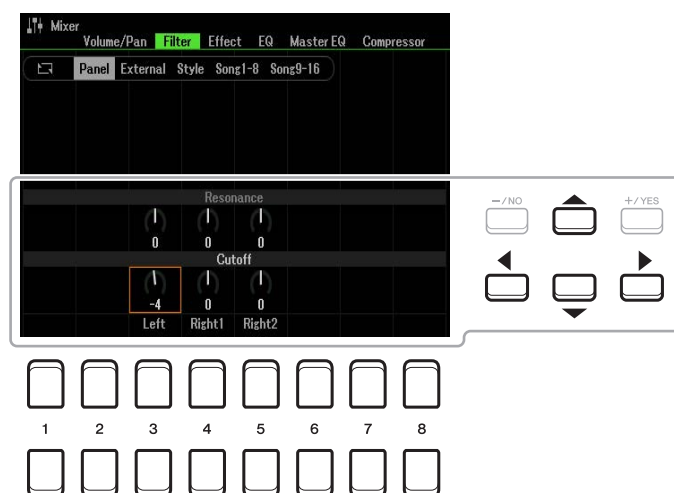 Mixer
Volume/Pan Filter Effect EQ Master EQ Compressor
Panel External Style Song1-8 Song9-16
Resonance
0 0 0
Cutoff
-4 0 0
Left Right1 Right2
−/NO +/YES
1 2 3 4 5 6 7 8